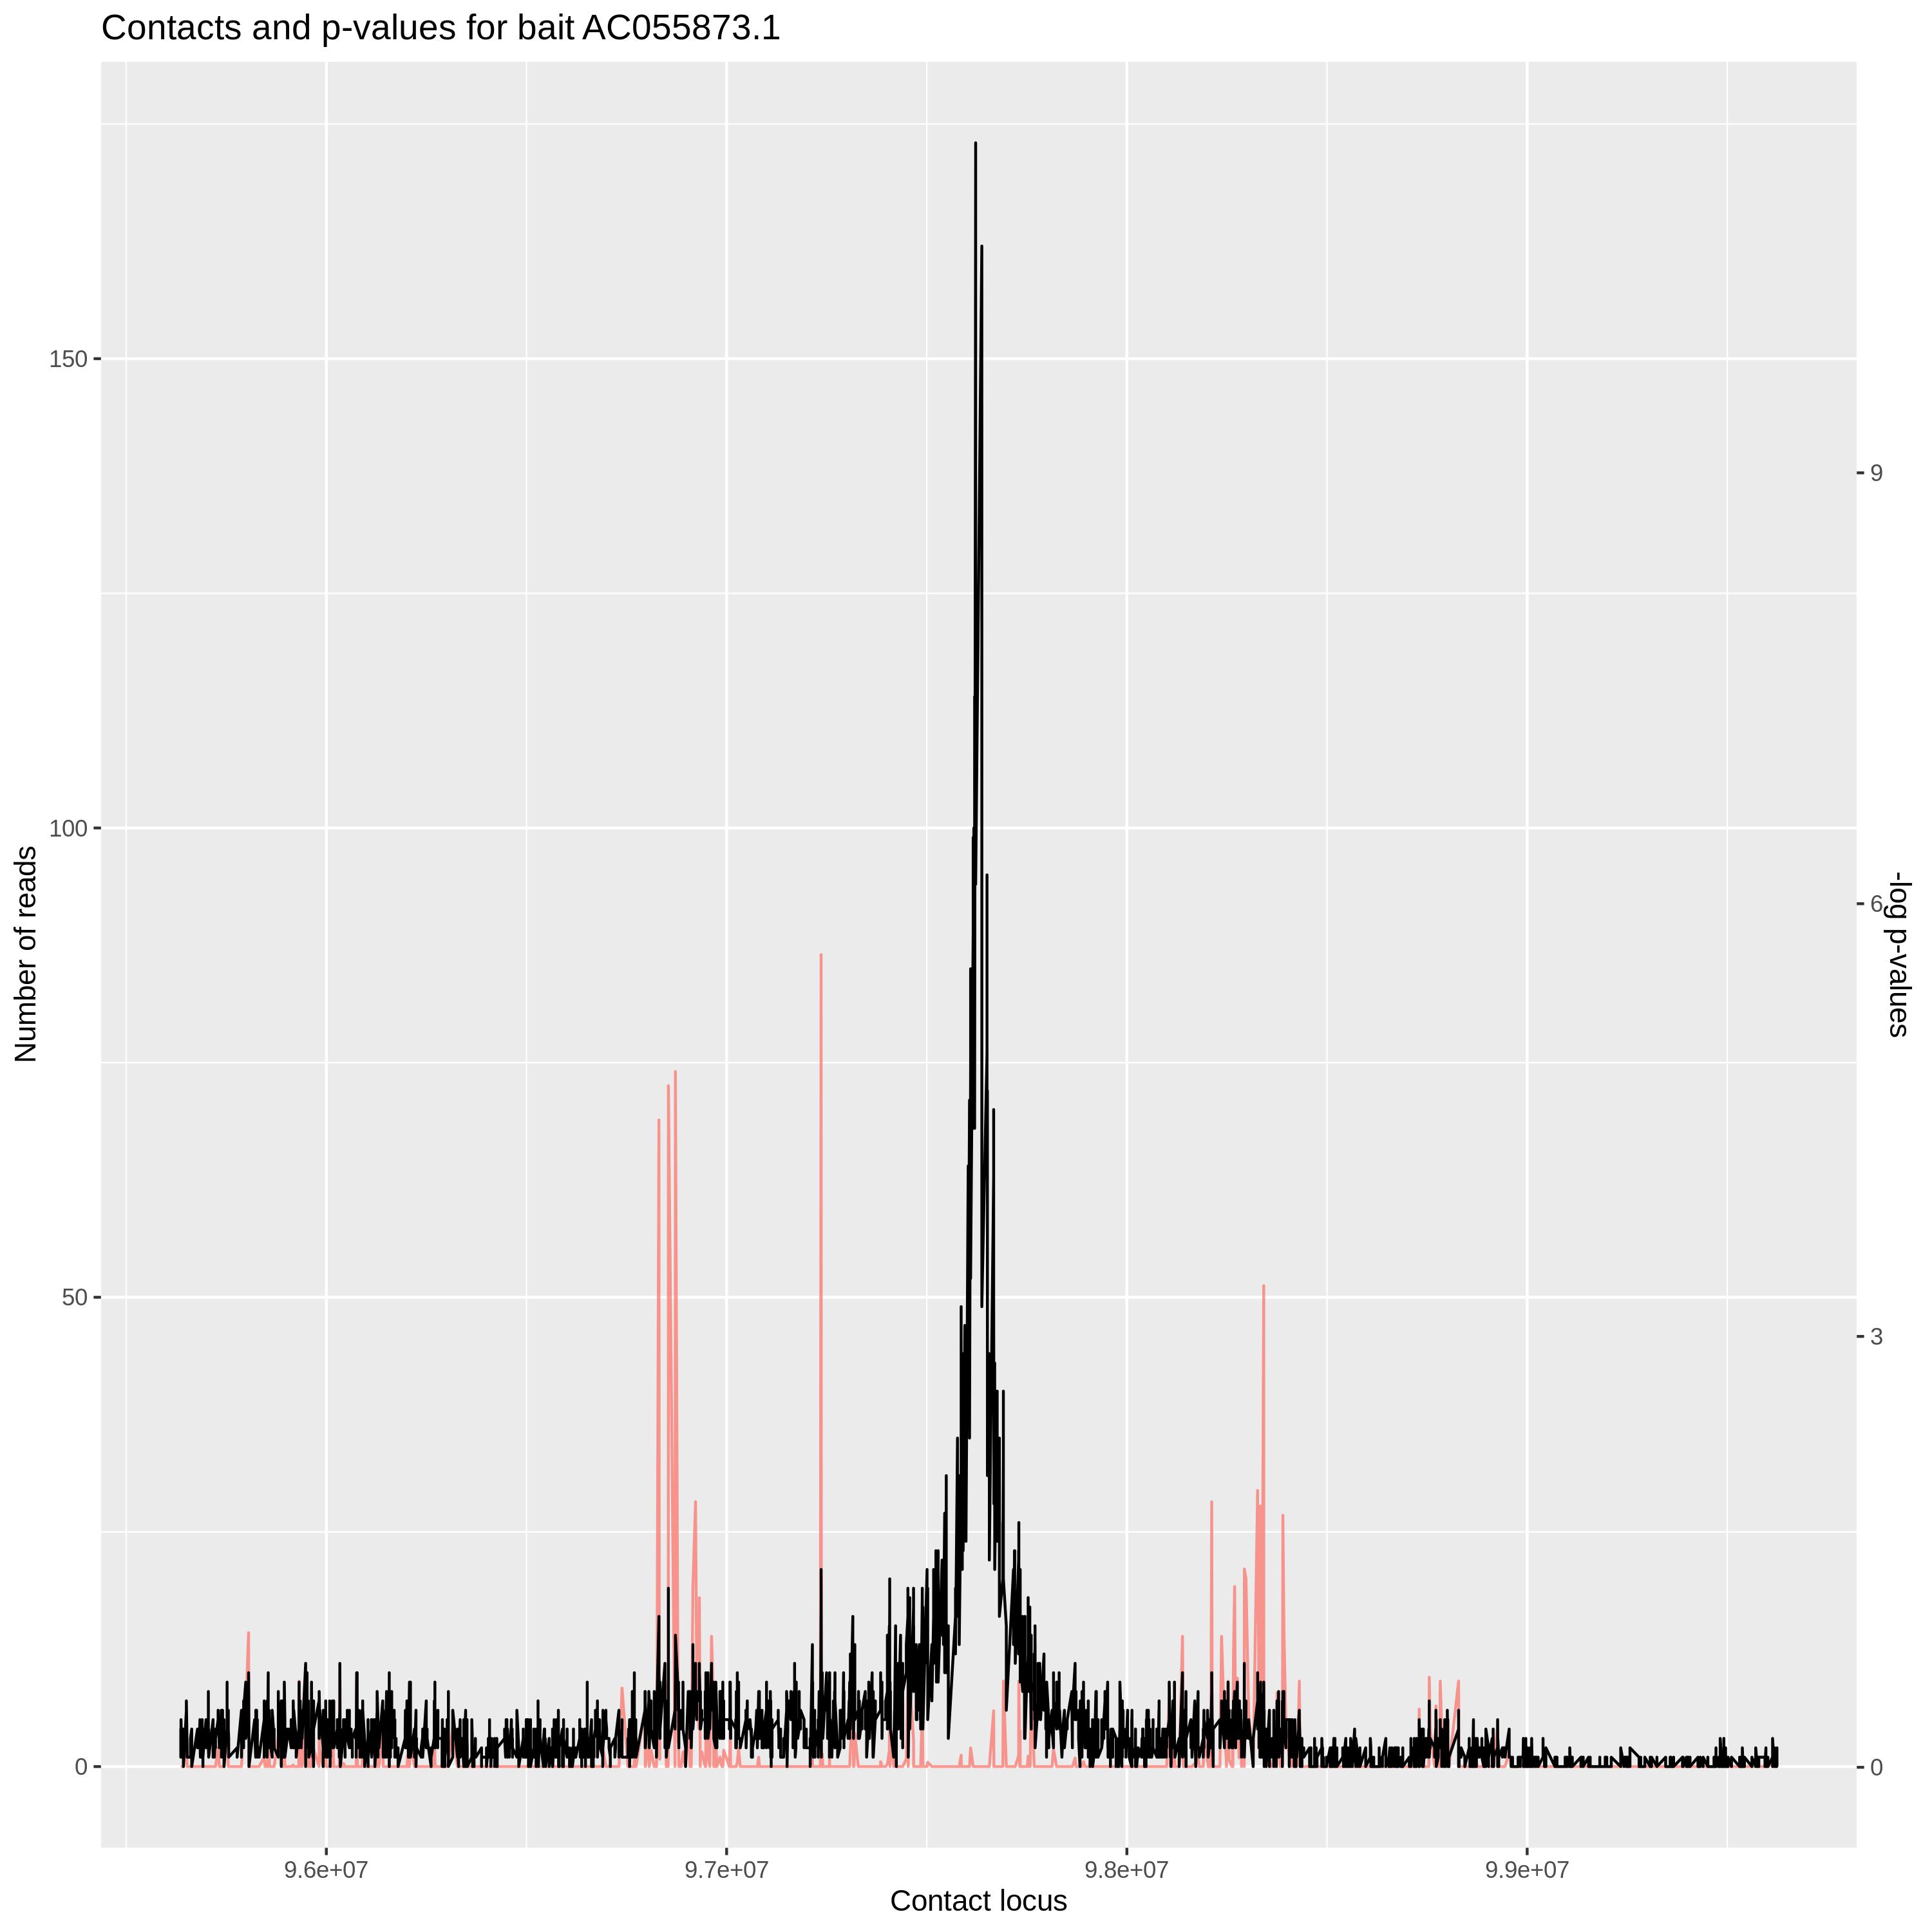 Contacts and p-values for bait AC055873.1
150
100
50
0
Number of reads
9
6
3
0
-log p-values
9.6e+07
9.7e+07
9.8e+07
9.9e+07
Contact locus